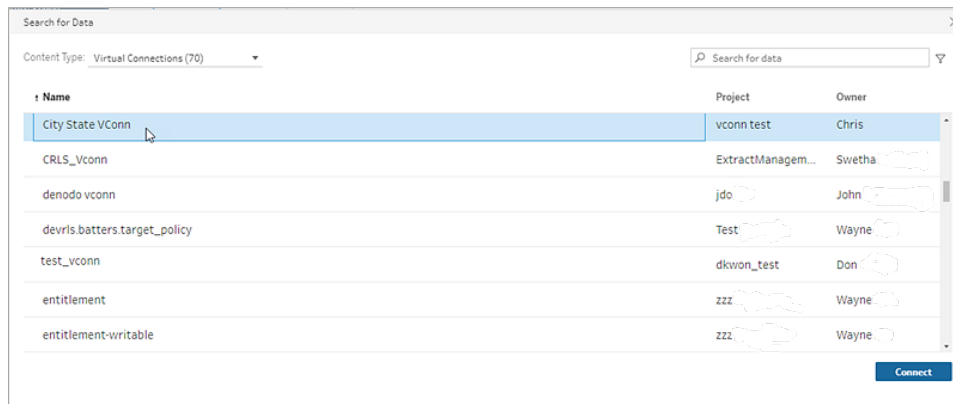 Search for Data
Content Type: Virtual Connections (70)
Search for data
↑ Name Project Owner
City State VConn vconn test Chris
CRLS_Vconn ExtractManagem... Swetha
denodo vconn jdo John
devrls.batters.target_policy Test Wayne
test_vconn dkwon_test Don
entitlement zzz Wayne
entitlement-writable zzz Wayne
Connect